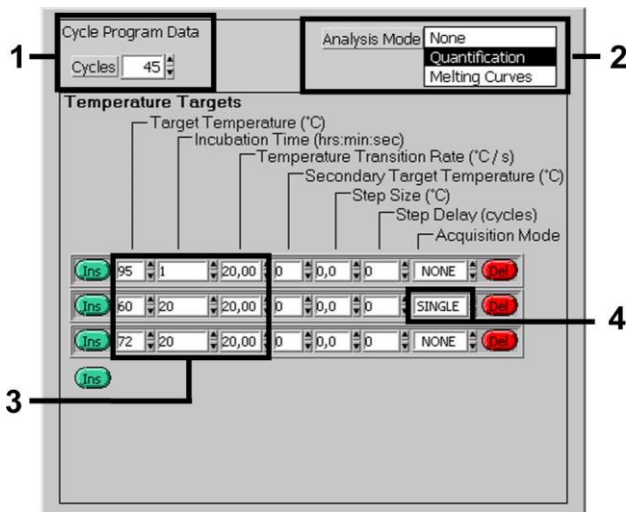 Cycle Program Data
Cycles 45
Analysis Mode None
Quantification
Melting Curves
1
2
Temperature Targets
Target Temperature (°C)
Incubation Time (hrs:min:sec)
Temperature Transition Rate (°C / s)
Secondary Target Temperature (°C)
Step Size (°C)
Step Delay (cycles)
Acquisition Mode
Ins 95 1 20,00 0 0,0 0 NONE Del
Ins 60 20 20,00 0 0,0 0 SINGLE Del
4
Ins 72 20 20,00 0 0,0 0 NONE Del
Ins
3